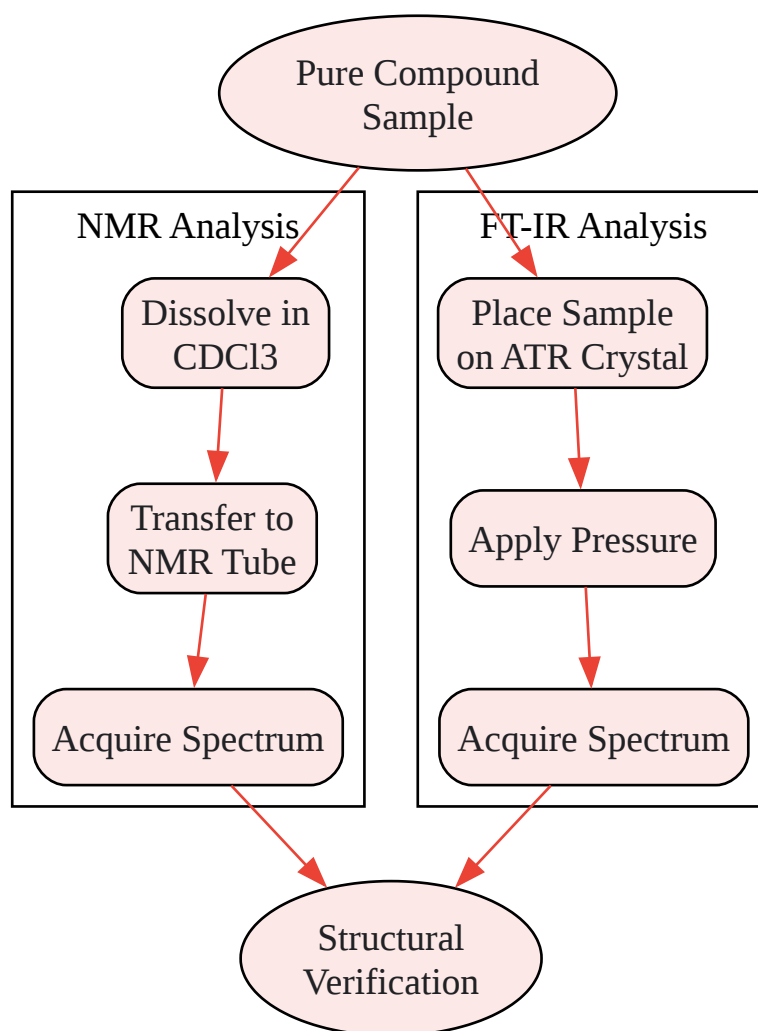 Pure Compound
Sample
NMR Analysis
FT-IR Analysis
Dissolve in
CDCl3
Place Sample
on ATR Crystal
Transfer to
NMR Tube
Apply Pressure
Acquire Spectrum
Acquire Spectrum
Structural
Verification